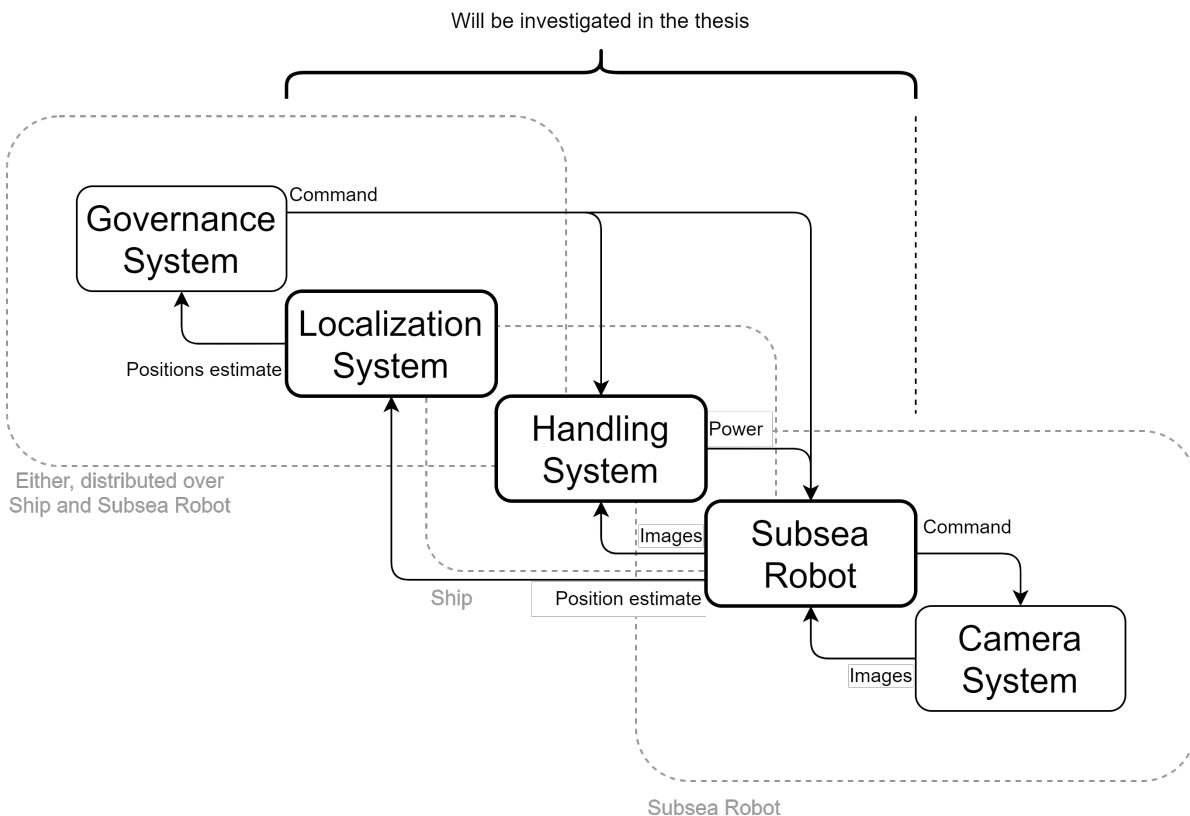 Will be investigated in the thesis
Command
Governance
System
Localization
System
Positions estimate
Handling
System
Power
Either, distributed over
Ship and Subsea Robot
Images
Subsea
Robot
Command
Ship
Position estimate
Camera
System
Images
Subsea Robot